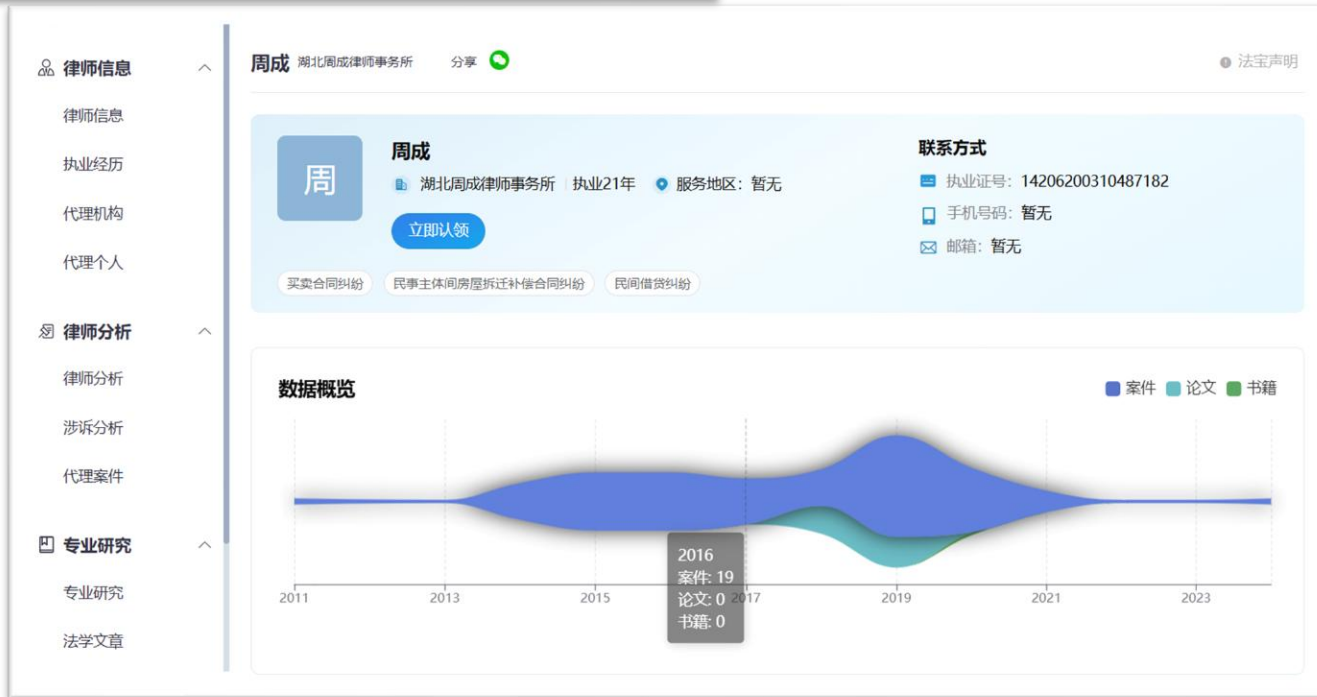 律师信息
律师信息
执业经历
代理机构
代理个人
律师分析
律师分析
涉诉分析
代理案件
专业研究
专业研究
法学文章
周成 湖北周成律师事务所 分享
法宝声明
周
周成
湖北周成律师事务所 执业21年 服务地区：暂无
立即认领
买卖合同纠纷 民事主体间房屋拆迁补偿合同纠纷 民间借贷纠纷
联系方式
执业证号：14206200310487182
手机号码：暂无
邮箱：暂无
数据概览
案件 论文 书籍
2016
案件: 19
论文: 0
书籍: 0
2011 2013 2015 2017 2019 2021 2023